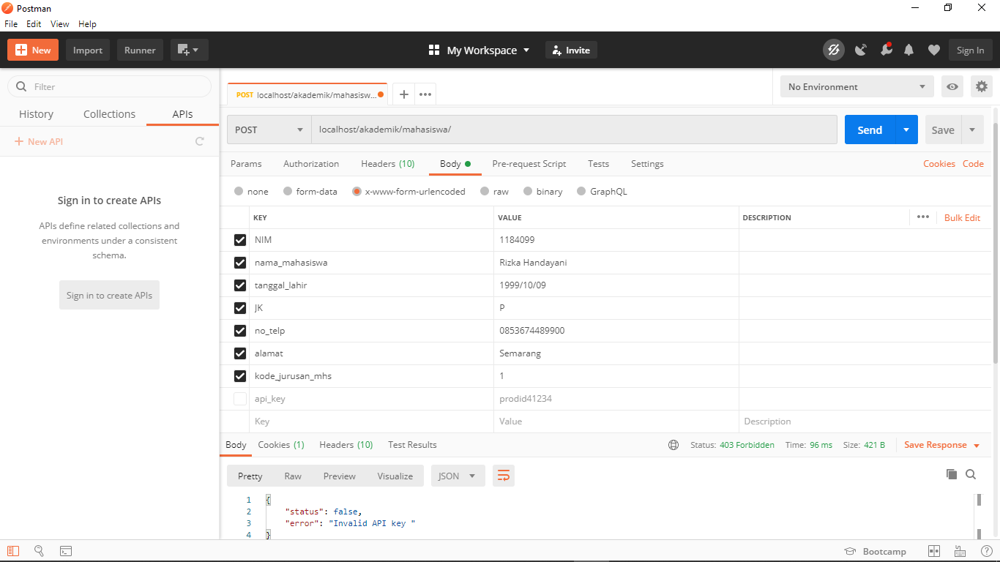 Postman
File Edit View Help
New Import Runner My Workspace Invite Sign In
Filter
History Collections APIs
New API
Sign in to create APIs
APIs define related collections and
environments under a consistent
schema.
Sign in to create APIs
POST localhost/akademik/mahasisw...
No Environment
POST localhost/akademik/mahasiswa/ Send Save
Params Authorization Headers (10) Body Pre-request Script Tests Settings Cookies Code
none form-data x-www-form-urlencoded raw binary GraphQL
KEY VALUE DESCRIPTION Bulk Edit
NIM 1184099
nama_mahasiswa Rizka Handayani
tanggal_lahir 1999/10/09
JK P
no_telp 0853674489900
alamat Semarang
kode_jurusan_mhs 1
api_key prodid41234
Key Value Description
Body Cookies (1) Headers (10) Test Results Status: 403 Forbidden Time: 96 ms Size: 421 B Save Response
Pretty Raw Preview Visualize JSON
1 {
2 "status": false,
3 "error": "Invalid API key "
4 }
Bootcamp